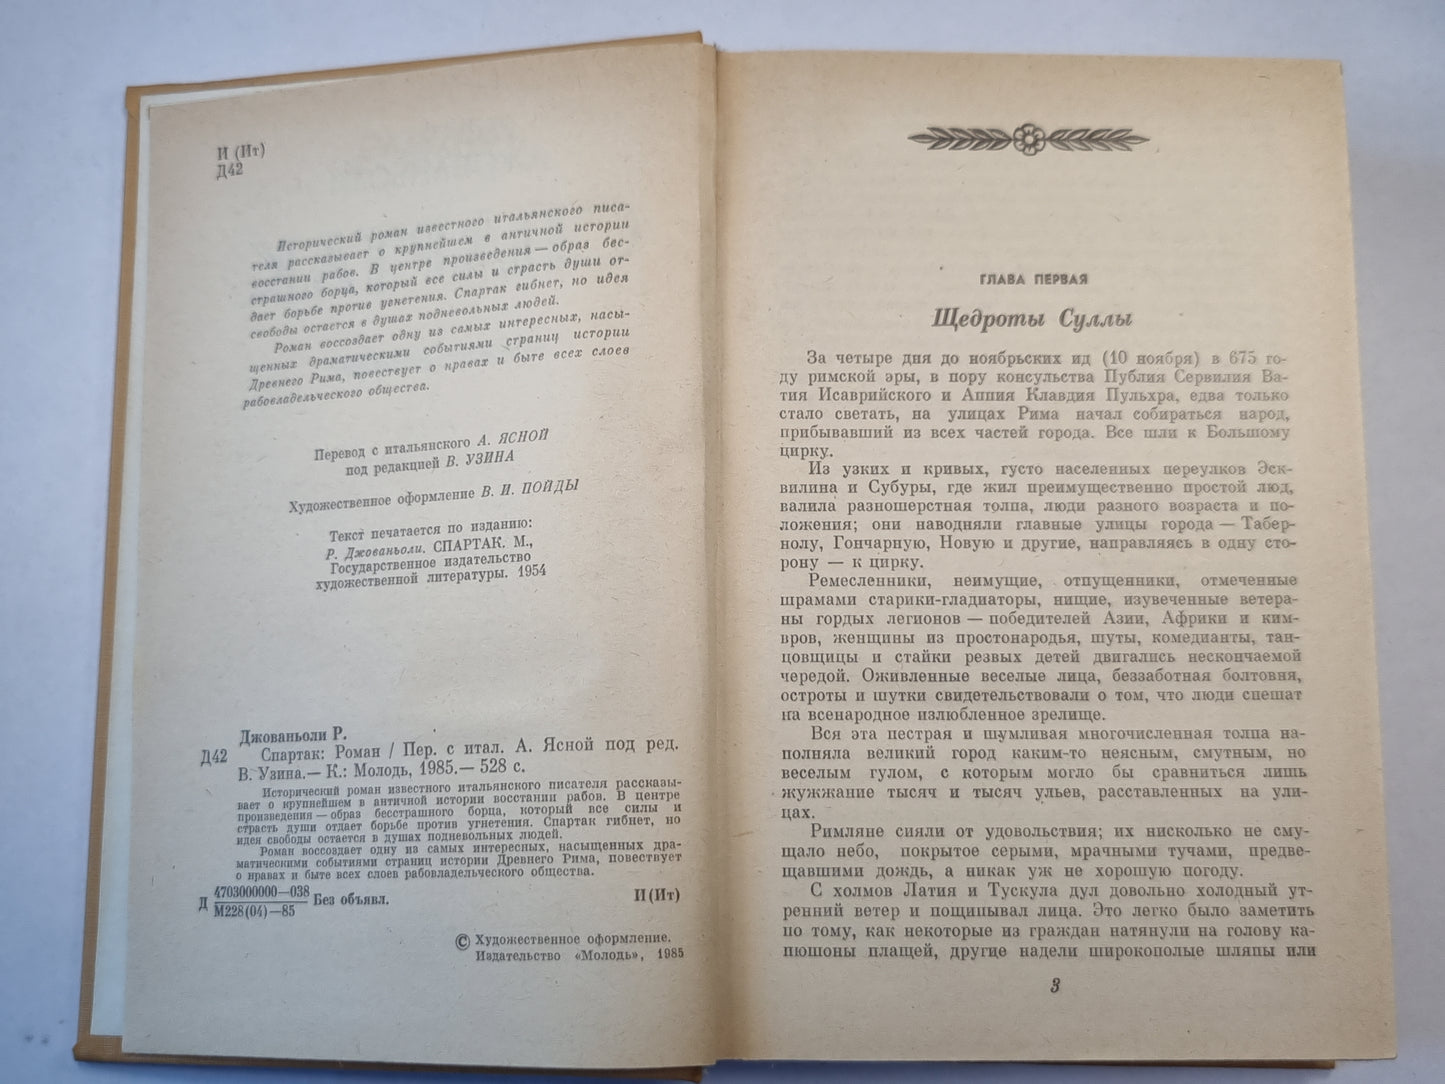 И (Ит)
Д42
Исторический роман известного итальянского писа-
теля рассказывает о крупнейшем в античной истории
восстании рабов. В центре произведения — образ бес-
страшного борца, который все силы и страсть души от-
дает борьбе против угнетения. Спартак гибнет, но идея
свободы остается в душах подневольных людей.
Роман воссоздает одну из самых интересных, насы-
щенных драматическими событиями страниц истории
Древнего Рима, повествует о нравах и быте всех слоев
рабовладельческого общества.
Перевод с итальянского А. ЯСНОЙ
под редакцией В. УЗИНА
Художественное оформление В. И. ПОЙДЫ
Текст печатается по изданию:
Р. Джованьоли. СПАРТАК. М.,
Государственное издательство
художественной литературы. 1954
Джованьоли Р.
Д42 Спартак: Роман / Пер. с итал. А. Ясной под ред.
В. Узина.— К.: Молодь, 1985.— 528 с.
Исторический роман известного итальянского писателя рассказы-
вает о крупнейшем в античной истории восстании рабов. В центре
произведения — образ бесстрашного борца, который все силы и
страсть души отдает борьбе против угнетения. Спартак гибнет, но
идея свободы остается в душах подневольных людей.
Роман воссоздает одну из самых интересных, насыщенных дра-
матическими событиями страниц истории Древнего Рима, повествует
о нравах и быте всех слоев рабовладельческого общества.
Д 4703000000—038 Без объявл. И(Ит)
М228(04)—85
© Художественное оформление.
Издательство «Молодь», 1985
ГЛАВА ПЕРВАЯ
Щедроты Суллы
За четыре дня до ноябрьских ид (10 ноября) в 675 го-
ду римской эры, в пору консульства Публия Сервилия Ва-
тия Исаврийского и Аппия Клавдия Пульхра, едва только
стало светать, на улицах Рима начал собираться народ,
прибывавший из всех частей города. Все шли к Большому
цирку.
Из узких и кривых, густо населенных переулков Эск-
вилина и Субуры, где жил преимущественно простой люд,
валила разношерстная толпа, люди разного возраста и по-
ложения; они наводняли главные улицы города — Табер-
нолу, Гончарную, Новую и другие, направляясь в одну сто-
рону — к цирку.
Ремесленники, неимущие, отпущенники, отмеченные
шрамами старики-гладиаторы, нищие, изувеченные ветера-
ны гордых легионов — победителей Азии, Африки и ким-
вров, женщины из простонародья, шуты, комедианты, тан-
цовщицы и стайки резвых детей двигались нескончаемой
чередой. Оживленные веселые лица, беззаботная болтовня,
остроты и шутки свидетельствовали о том, что люди спешат
на всенародное излюбленное зрелище.
Вся эта пестрая и шумливая многочисленная толпа на-
полняла великий город каким-то неясным, смутным, но
веселым гулом, с которым могло бы сравниться лишь
жужжание тысяч и тысяч ульев, расставленных на ули-
цах.
Римляне сияли от удовольствия; их нисколько не сму-
щало небо, покрытое серыми, мрачными тучами, предве-
щавшими дождь, а никак уж не хорошую погоду.
С холмов Латия и Тускула дул довольно холодный ут-
ренний ветер и пощипывал лица. Это легко было заметить
по тому, как некоторые из граждан натянули на голову ка-
пюшоны плащей, другие надели широкополые шляпы или
3